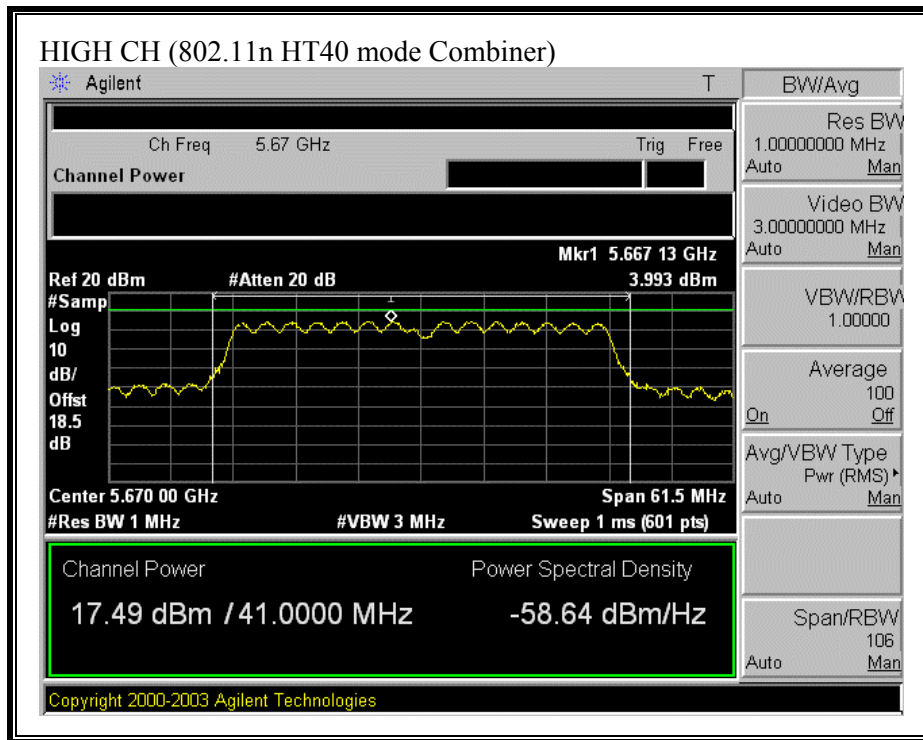 HIGH CH (802.11n HT40 mode Combiner)
Agilent T
Ch Freq 5.67 GHz Trig Free
Channel Power
Mkr1 5.667 13 GHz
Ref 20 dBm #Atten 20 dB 3.993 dBm
#Samp
Log
10
dB/
Offst
18.5
dB
1
Center 5.670 00 GHz Span 61.5 MHz
#Res BW 1 MHz #VBW 3 MHz Sweep 1 ms (601 pts)
Channel Power Power Spectral Density
17.49 dBm / 41.0000 MHz -58.64 dBm/Hz
Copyright 2000-2003 Agilent Technologies
BW/Avg
Res BW
1.00000000 MHz
Auto Man
Video BW
3.00000000 MHz
Auto Man
VBW/RBW
1.00000
Average
100
On Off
Avg/VBW Type
Pwr (RMS)
Auto Man
Span/RBW
106
Auto Man